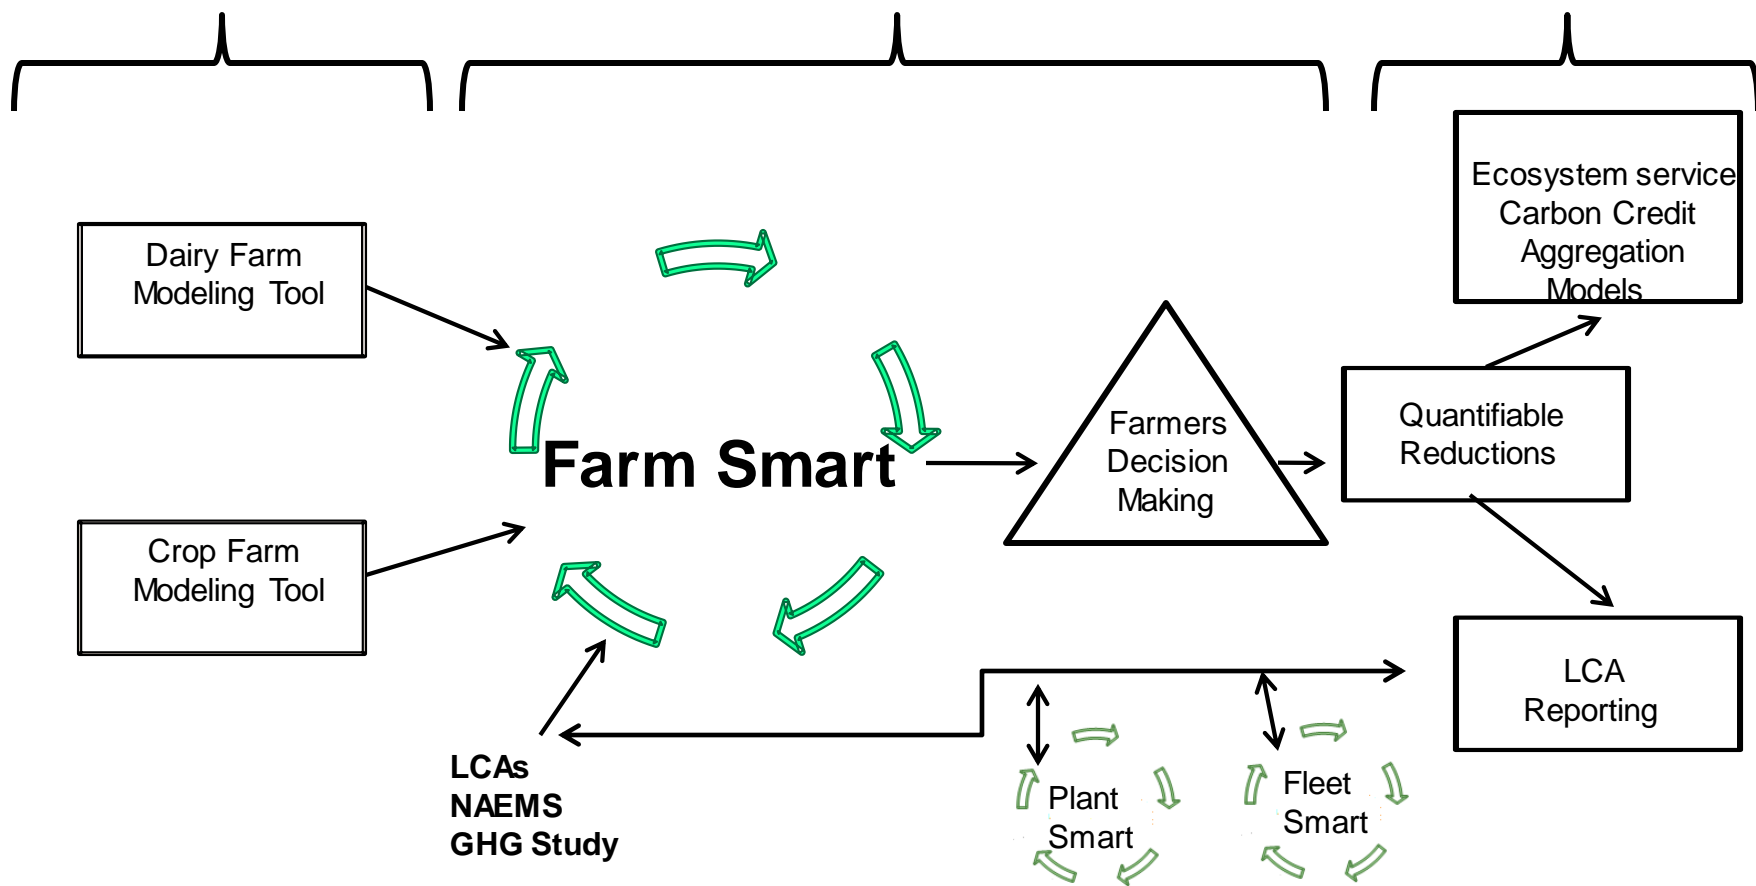 Dairy Farm
Modeling Tool
Crop Farm
Modeling Tool
Farm Smart
LCAs
NAEMS
GHG Study
Farmers
Decision
Making
Quantifiable
Reductions
Ecosystem service
Carbon Credit
Aggregation
Models
LCA
Reporting
Plant
Smart
Fleet
Smart